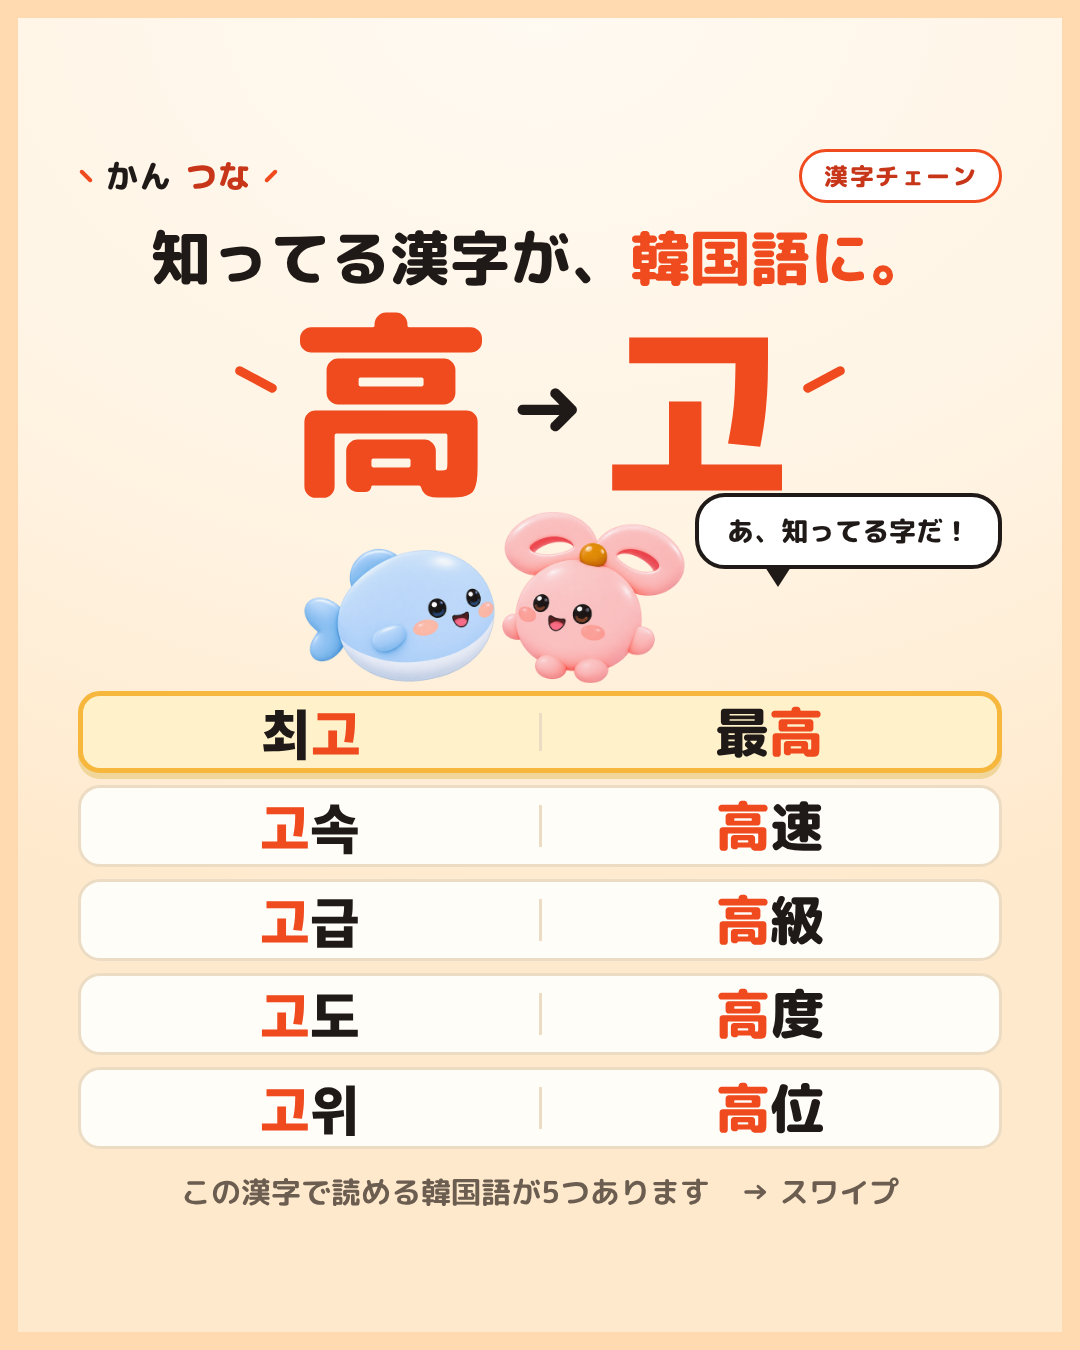 かん つな
漢字チェーン
知ってる漢字が、韓国語に。
高 → 고
あ、知ってる字だ！
최고 最高
고속 高速
고급 高級
고도 高度
고위 高位
この漢字で読める韓国語が5つあります → スワイプ